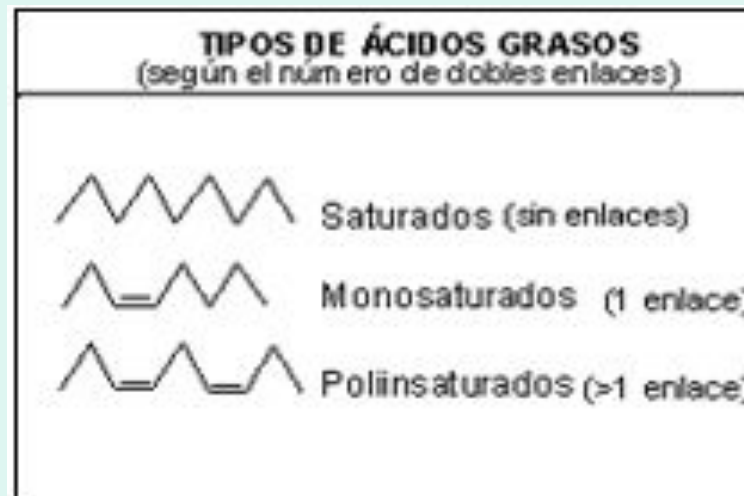 TIPOS DE ÁCIDOS GRASOS
(según el número de dobles enlaces)
Saturados (sin enlaces)
Monosaturados (1 enlace)
Poliinsaturados (>1 enlace)